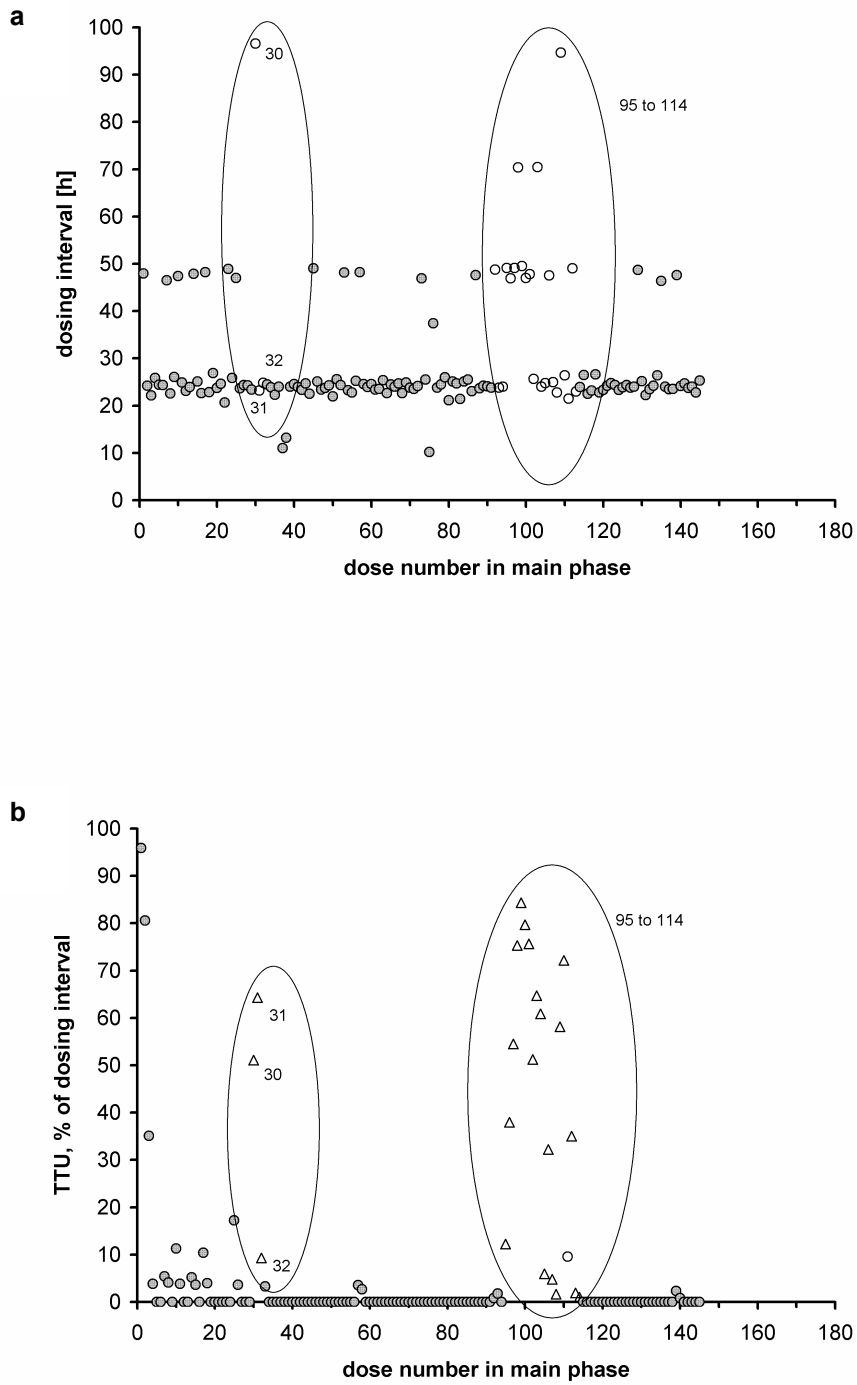 a
100
90
80
70
60
50
40
30
20
10
0
dosing interval [h]
30
32
31
95 to 114
0 20 40 60 80 100 120 140 160 180
dose number in main phase
b
100
90
80
70
60
50
40
30
20
10
0
TTU, % of dosing interval
31
30
32
95 to 114
0 20 40 60 80 100 120 140 160 180
dose number in main phase